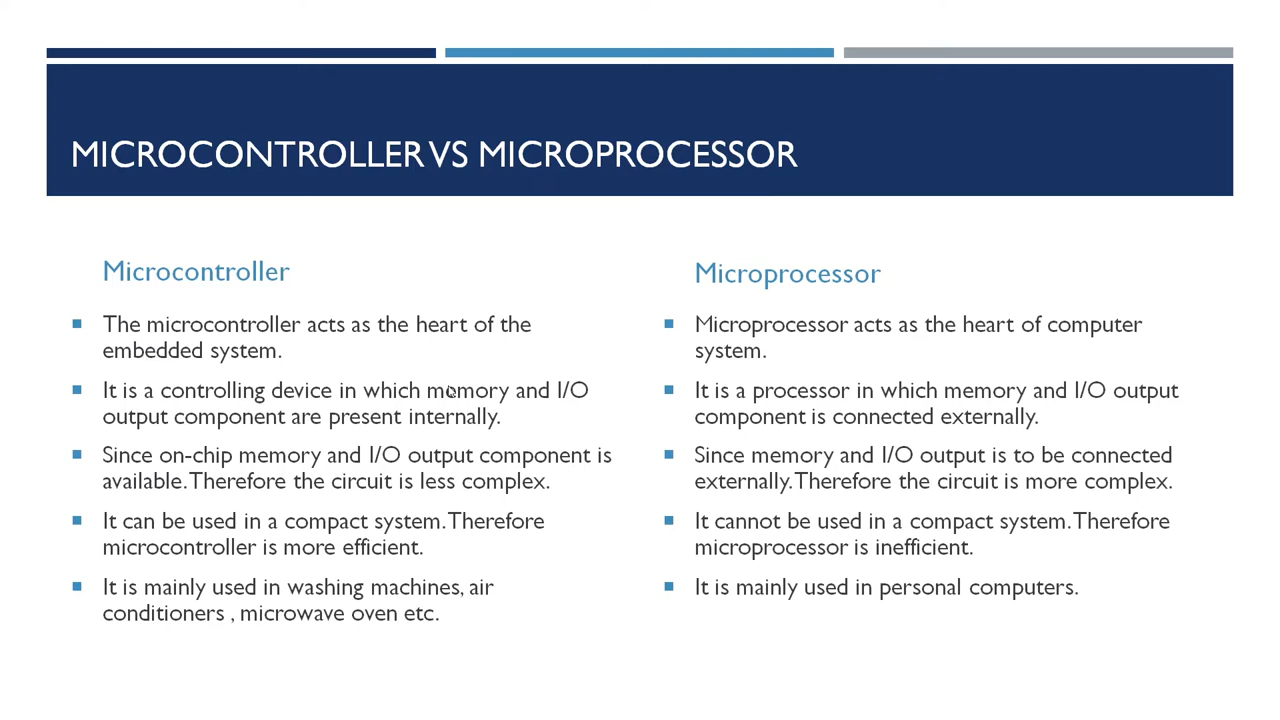 MICROCONTROLLER VS MICROPROCESSOR
Microcontroller
The microcontroller acts as the heart of the
embedded system.
It is a controlling device in which memory and I/O
output component are present internally.
Since on-chip memory and I/O output component is
available. Therefore the circuit is less complex.
It can be used in a compact system. Therefore
microcontroller is more efficient.
It is mainly used in washing machines, air
conditioners , microwave oven etc.
Microprocessor
Microprocessor acts as the heart of computer
system.
It is a processor in which memory and I/O output
component is connected externally.
Since memory and I/O output is to be connected
externally. Therefore the circuit is more complex.
It cannot be used in a compact system. Therefore
microprocessor is inefficient.
It is mainly used in personal computers.